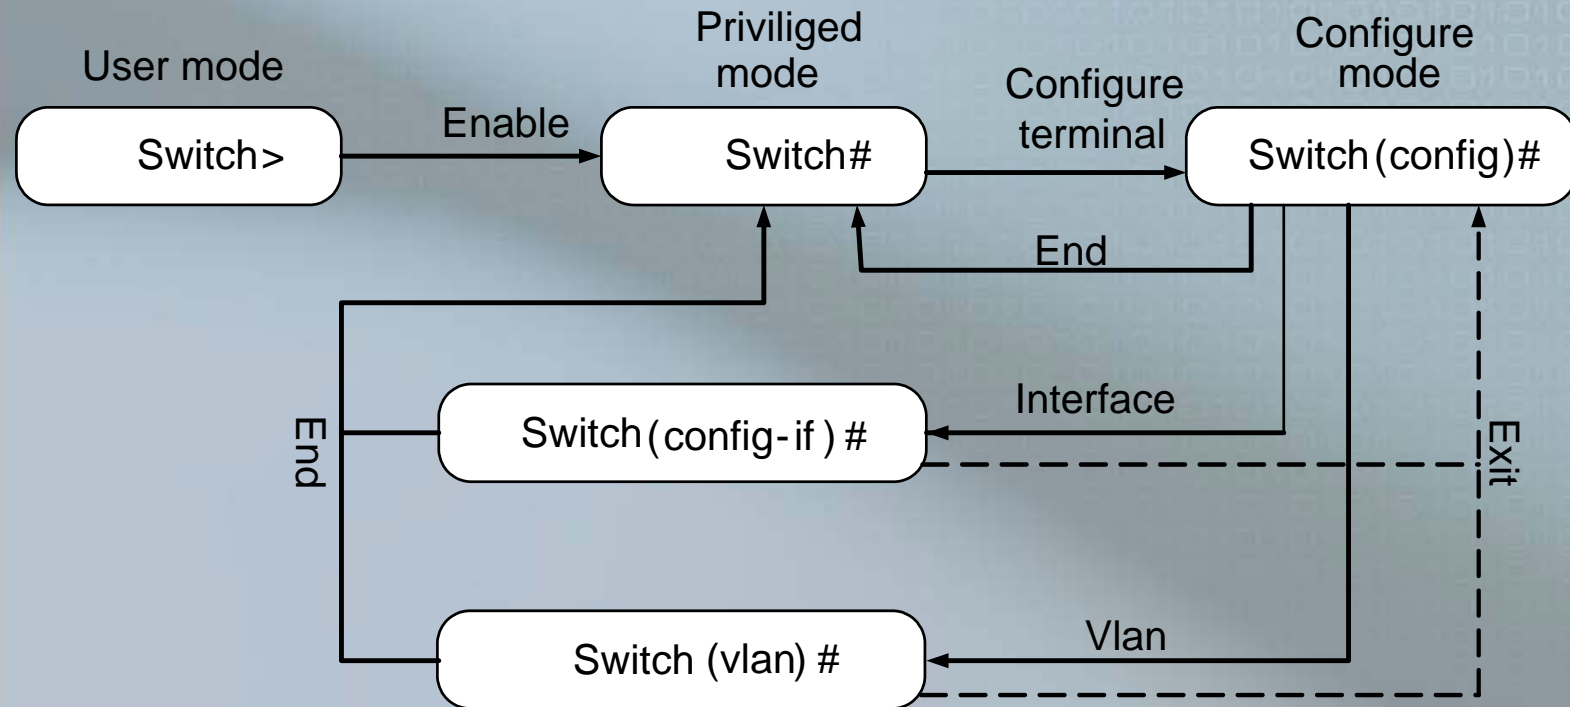 User mode
Priviliged
mode
Configure
mode
Switch>
Enable
Switch#
Configure
terminal
Switch(config)#
End
Switch(config-if)#
Interface
End
Exit
Switch (vlan) #
Vlan